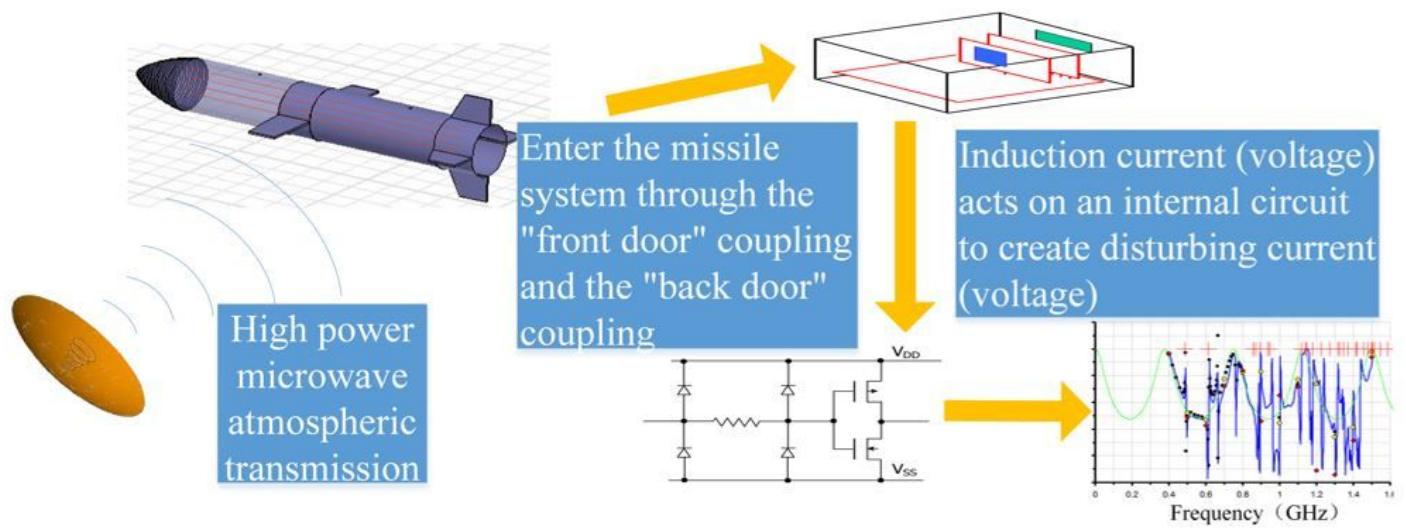 High power
microwave
atmospheric
transmission
Enter the missile
system through the
"front door" coupling
and the "back door"
coupling
Induction current (voltage)
acts on an internal circuit
to create disturbing current
(voltage)
VDD
VSS
0 0.2 0.4 0.6 0.8 1 1.2 1.4 1.6
Frequency（GHz）